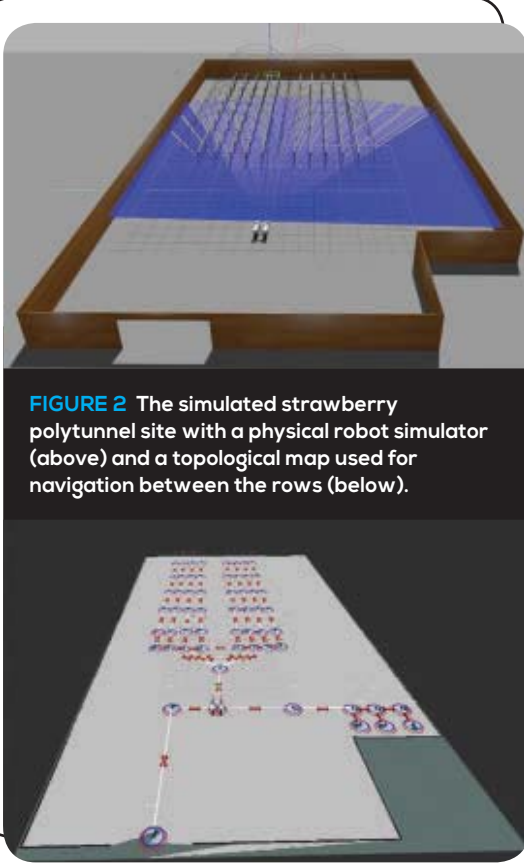 FIGURE 2 The simulated strawberry
polytunnel site with a physical robot simulator
(above) and a topological map used for
navigation between the rows (below).